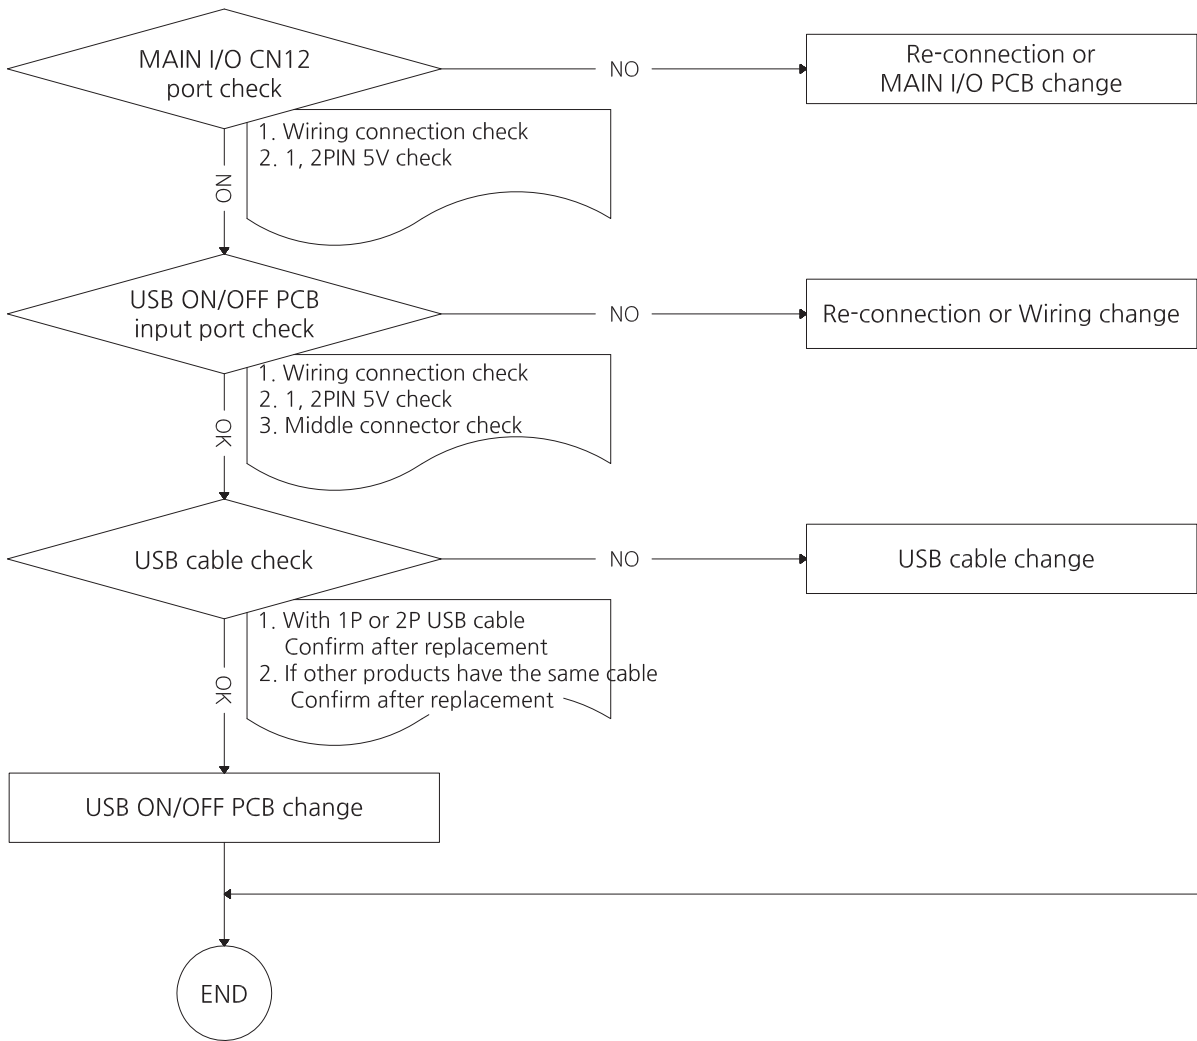 MAIN I/O CN12
port check
NO
Re-connection or
MAIN I/O PCB change
1. Wiring connection check
2. 1, 2PIN 5V check
NO
USB ON/OFF PCB
input port check
NO
Re-connection or Wiring change
1. Wiring connection check
2. 1, 2PIN 5V check
3. Middle connector check
OK
USB cable check
NO
USB cable change
1. With 1P or 2P USB cable
Confirm after replacement
2. If other products have the same cable
Confirm after replacement
OK
USB ON/OFF PCB change
END